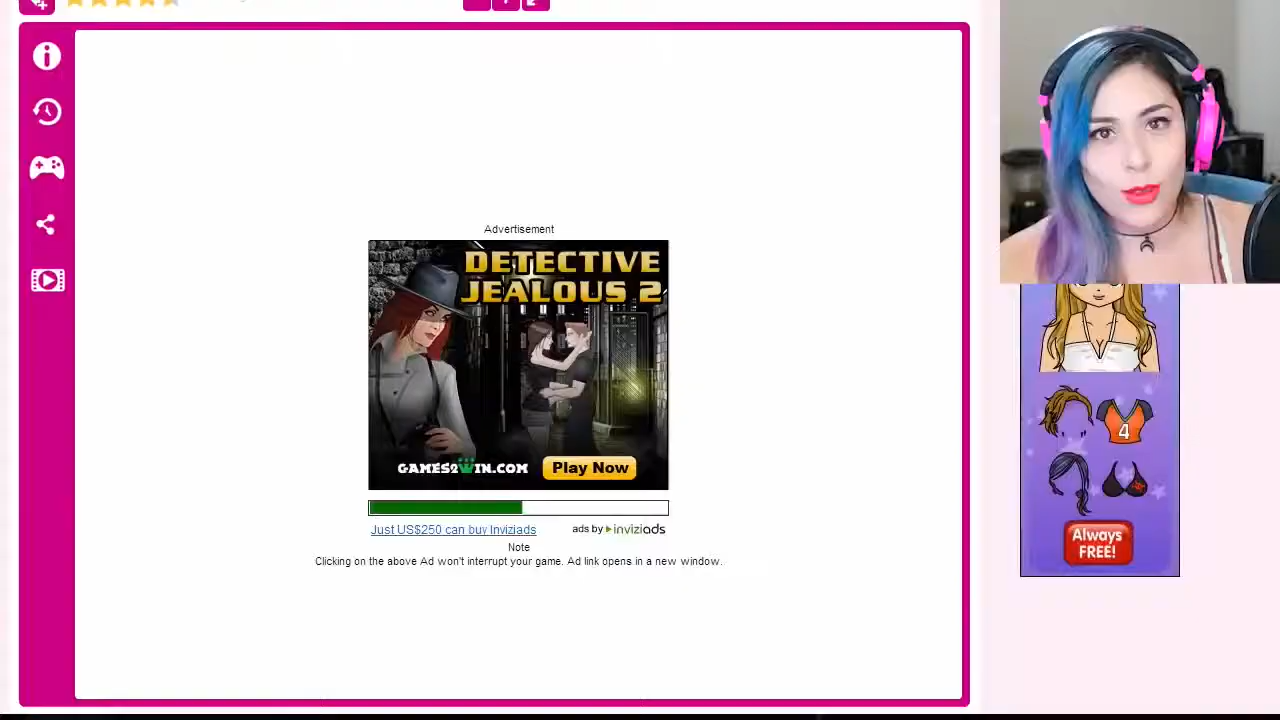 Advertisement
DETECTIVE
JEALOUS 2
GAMES2WIN.COM
Play Now
Just US$250 can buy Inviziads
ads by inviziads
Note
Clicking on the above Ad won't interrupt your game. Ad link opens in a new window.
4
Always
FREE!